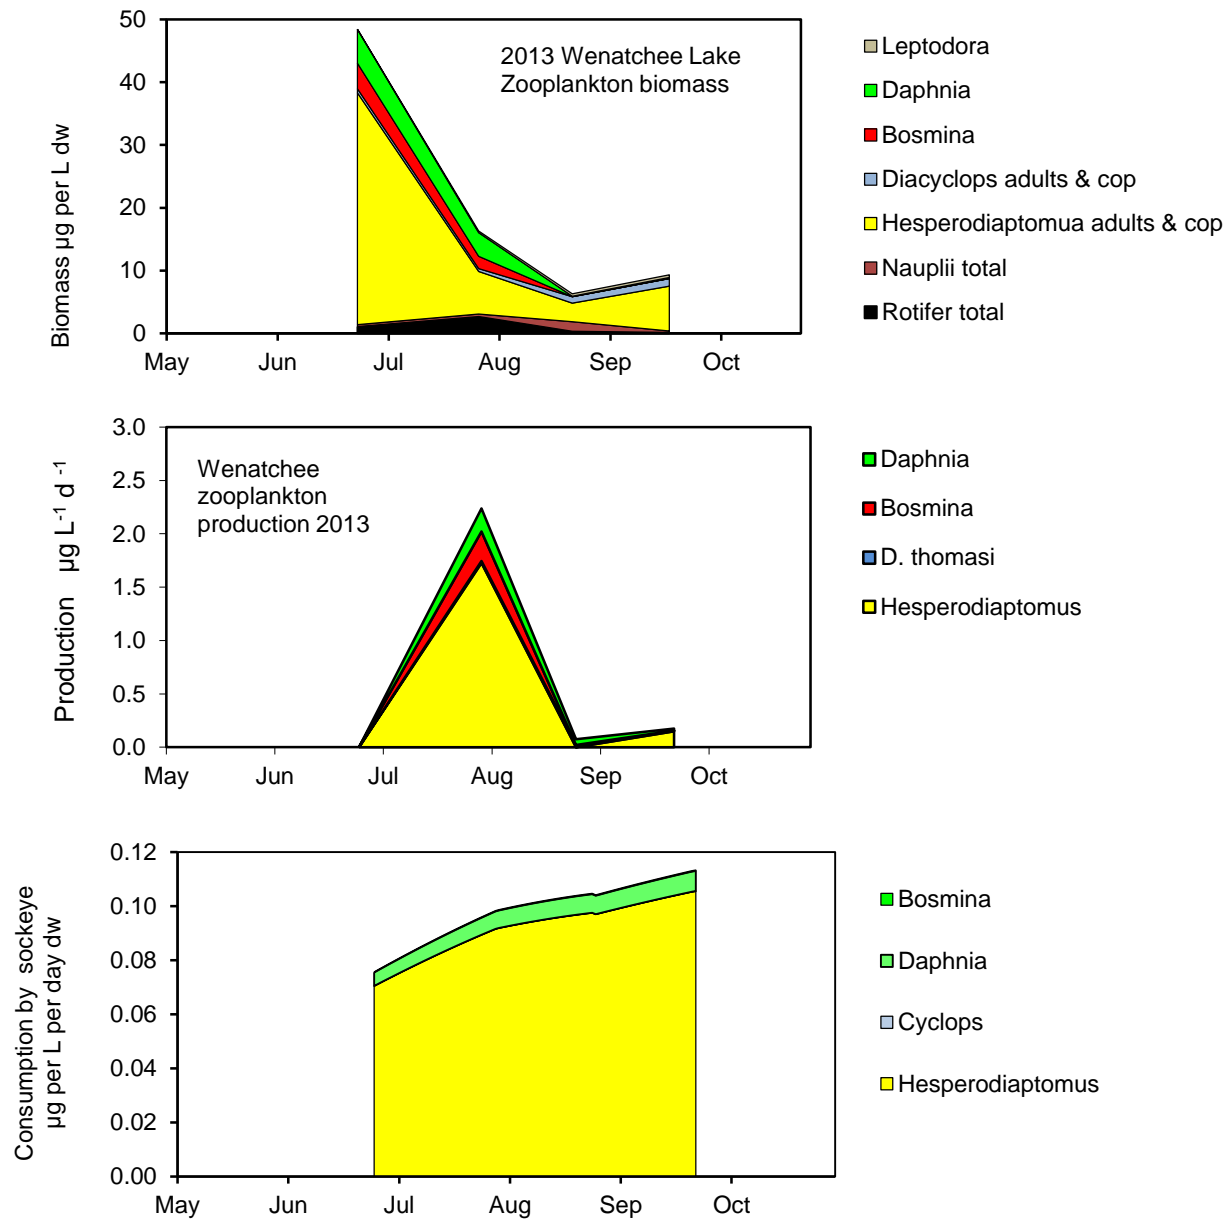 2013 Wenatchee Lake
Zooplankton biomass
Biomass µg per L dw
50
40
30
20
10
0
May Jun Jul Aug Sep Oct
Leptodora
Daphnia
Bosmina
Diacyclops adults & cop
Hesperodiaptomua adults & cop
Nauplii total
Rotifer total
Wenatchee
zooplankton
production 2013
Production µg L-1 d -1
3.0
2.5
2.0
1.5
1.0
0.5
0.0
May Jun Jul Aug Sep Oct
Daphnia
Bosmina
D. thomasi
Hesperodiaptomus
Consumption by sockeye
µg per L per day dw
0.12
0.10
0.08
0.06
0.04
0.02
0.00
May Jun Jul Aug Sep Oct
Bosmina
Daphnia
Cyclops
Hesperodiaptomus